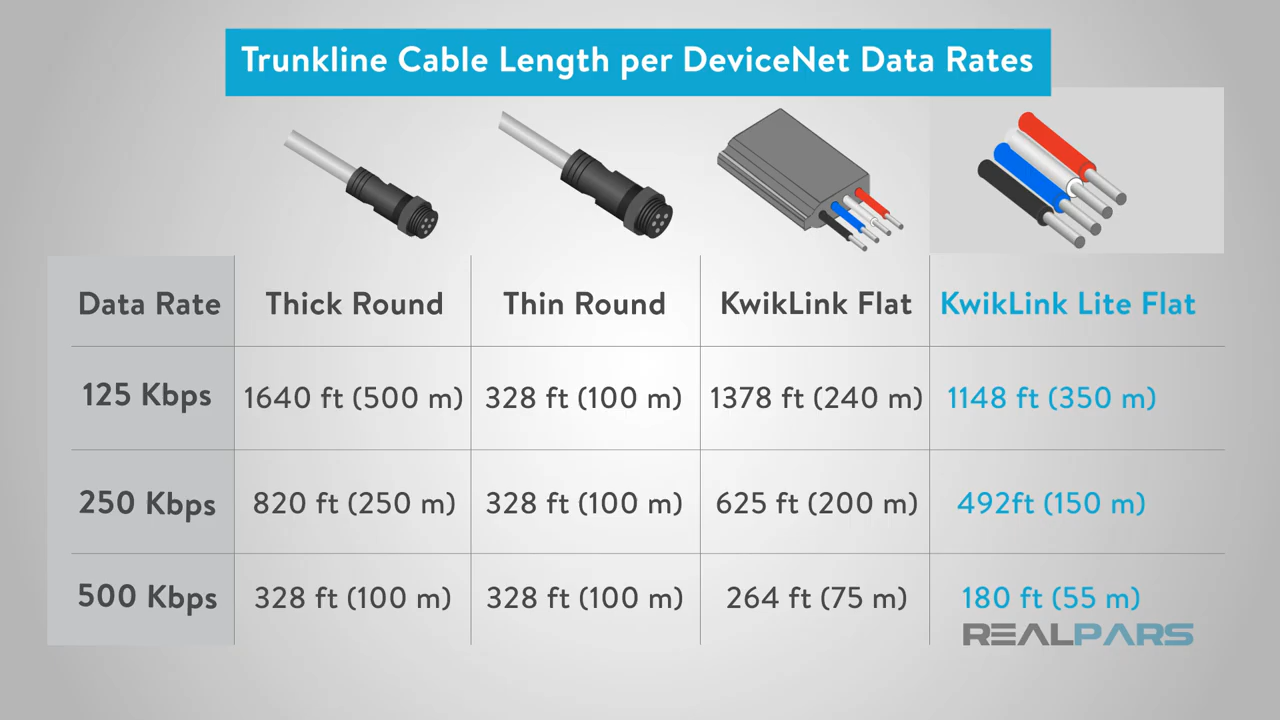 Trunkline Cable Length per DeviceNet Data Rates
Data Rate Thick Round Thin Round KwikLink Flat KwikLink Lite Flat
125 Kbps 1640 ft (500 m) 328 ft (100 m) 1378 ft (240 m) 1148 ft (350 m)
250 Kbps 820 ft (250 m) 328 ft (100 m) 625 ft (200 m) 492ft (150 m)
500 Kbps 328 ft (100 m) 328 ft (100 m) 264 ft (75 m) 180 ft (55 m)
REALPARS